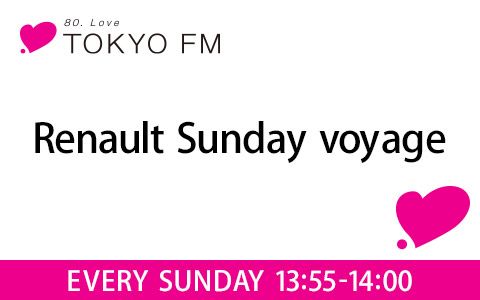 80. Love
TOKYO FM
Renault Sunday voyage
EVERY SUNDAY 13:55-14:00